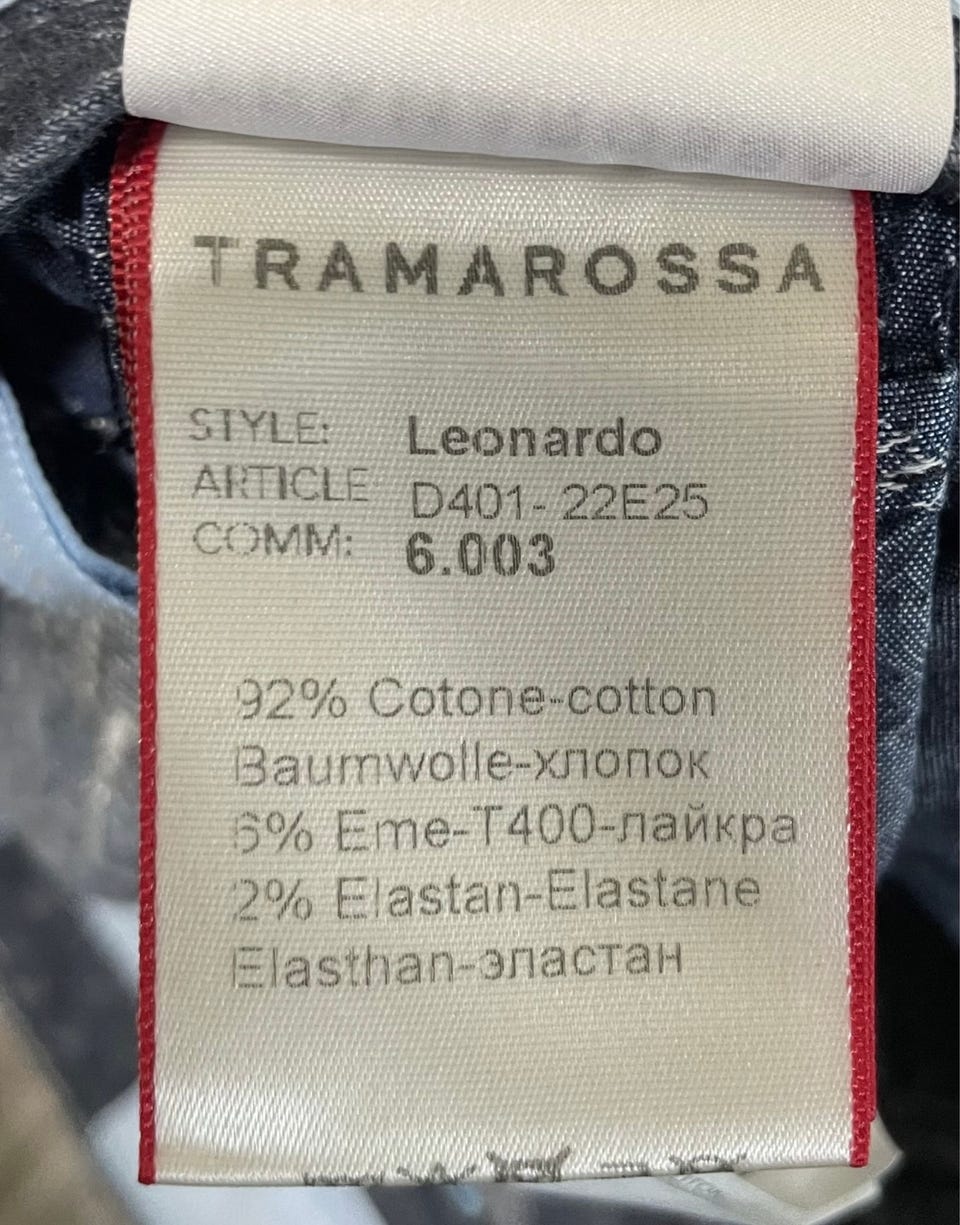 TRAMAROSSA
STYLE: Leonardo
ARTICLE D401- 22E25
COMM: 6.003
92% Cotone-cotton
Baumwolle-хлопок
6% Eme-T400-лайкра
2% Elastan-Elastane
Elasthan-эластан